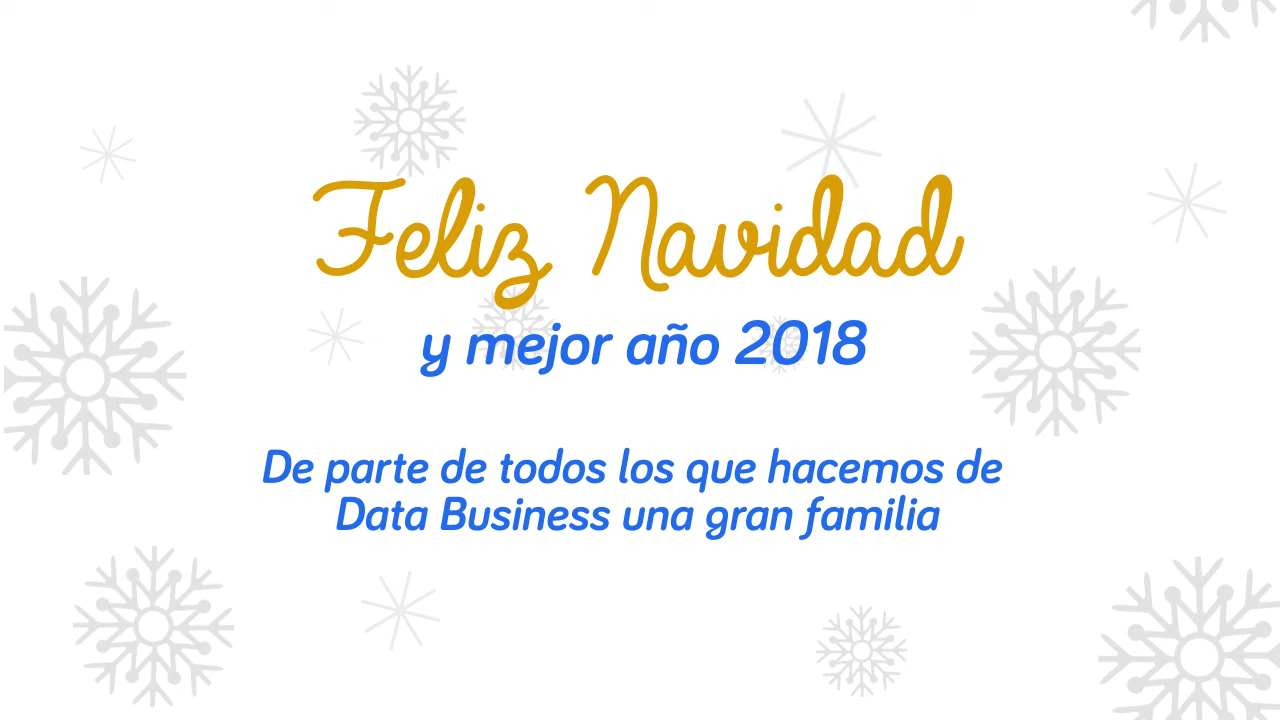 Feliz Navidad
y mejor año 2018
De parte de todos los que hacemos de
Data Business una gran familia